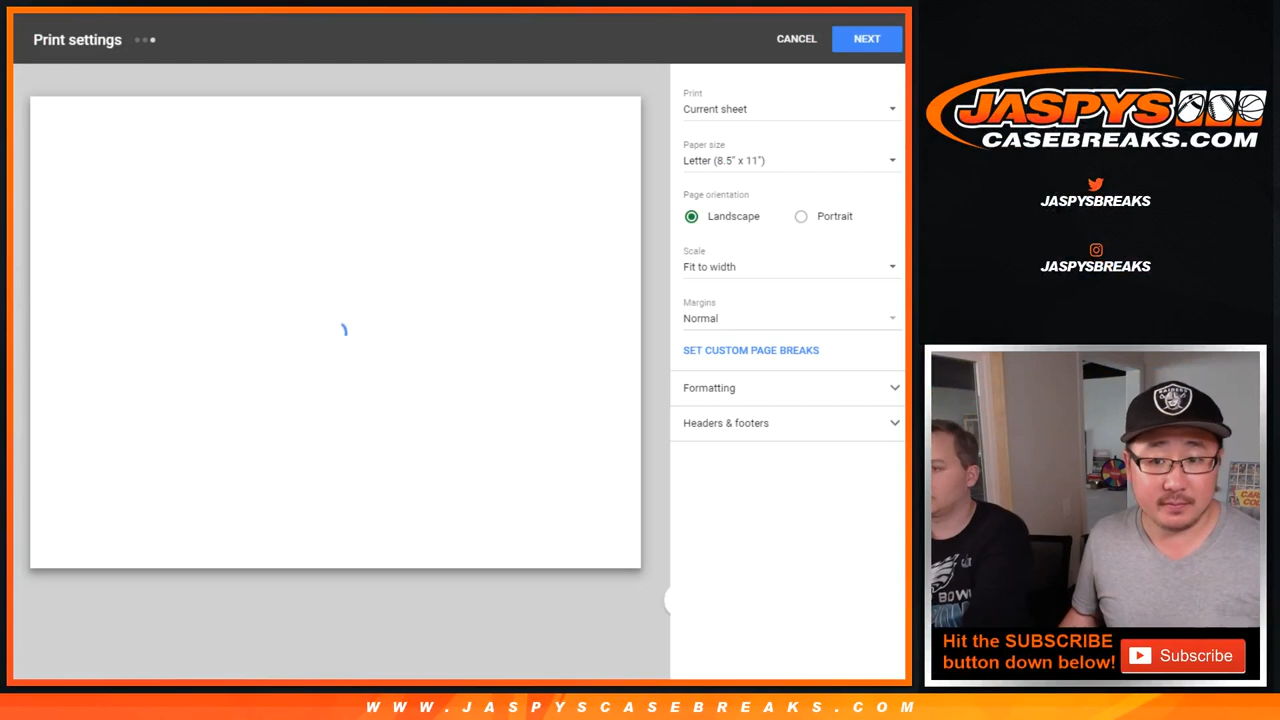 Print settings
CANCEL
NEXT
Print
Current sheet
Paper size
Letter (8.5" x 11")
Page orientation
Landscape
Portrait
Scale
Fit to width
Margins
Normal
SET CUSTOM PAGE BREAKS
Formatting
Headers & footers
JASPYS
CASEBREAKS.COM
JASPYSBREAKS
JASPYSBREAKS
RAIDERS
Hit the SUBSCRIBE
button down below!
Subscribe
WWW.JASPYSCASEBREAKS.COM